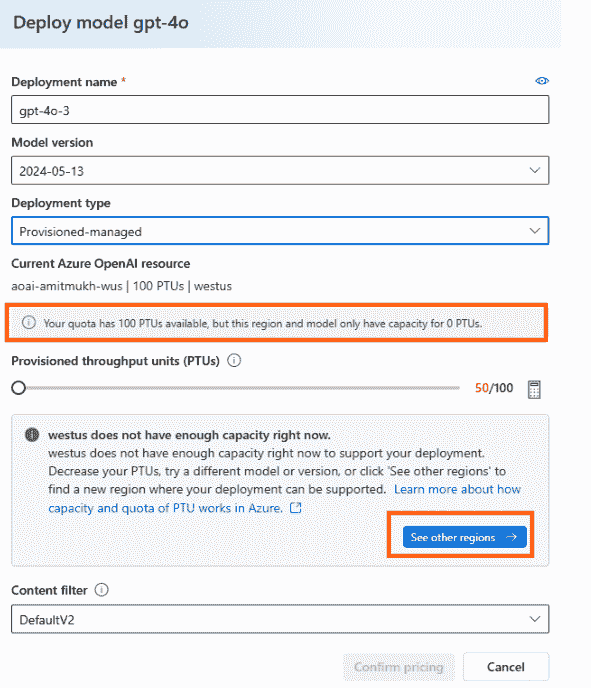 Deploy model gpt-4o
Deployment name *
gpt-4o-3
Model version
2024-05-13
Deployment type
Provisioned-managed
Current Azure OpenAI resource
aoai-amitmukh-wus | 100 PTUs | westus
Your quota has 100 PTUs available, but this region and model only have capacity for 0 PTUs.
Provisioned throughput units (PTUs)
50/100
westus does not have enough capacity right now.
westus does not have enough capacity right now to support your deployment.
Decrease your PTUs, try a different model or version, or click 'See other regions' to
find a new region where your deployment can be supported. Learn more about how
capacity and quota of PTU works in Azure.
See other regions
Content filter
DefaultV2
Confirm pricing
Cancel